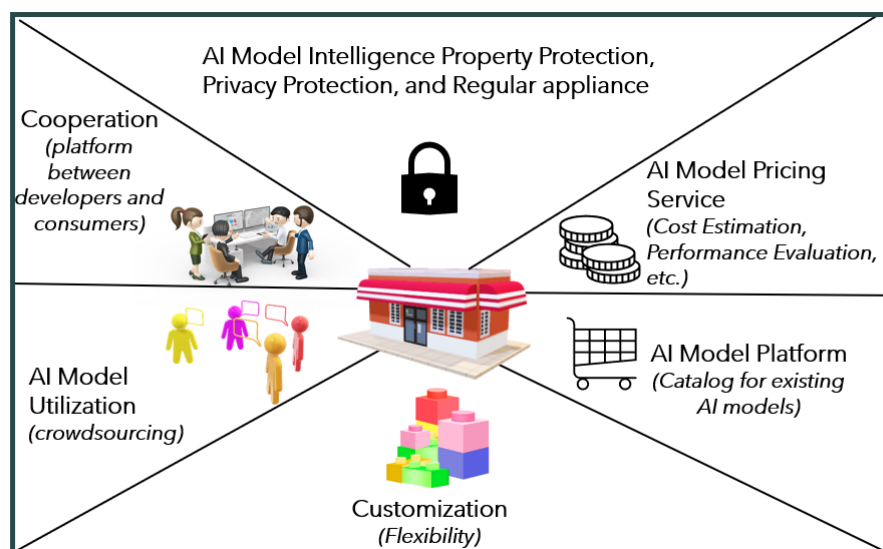 AI Model Intelligence Property Protection,
Privacy Protection, and Regular appliance
Cooperation
(platform
between
developers and
consumers)
AI Model Pricing
Service
(Cost Estimation,
Performance Evaluation,
etc.)
AI Model
Utilization
(crowdsourcing)
AI Model Platform
(Catalog for existing
AI models)
Customization
(Flexibility)